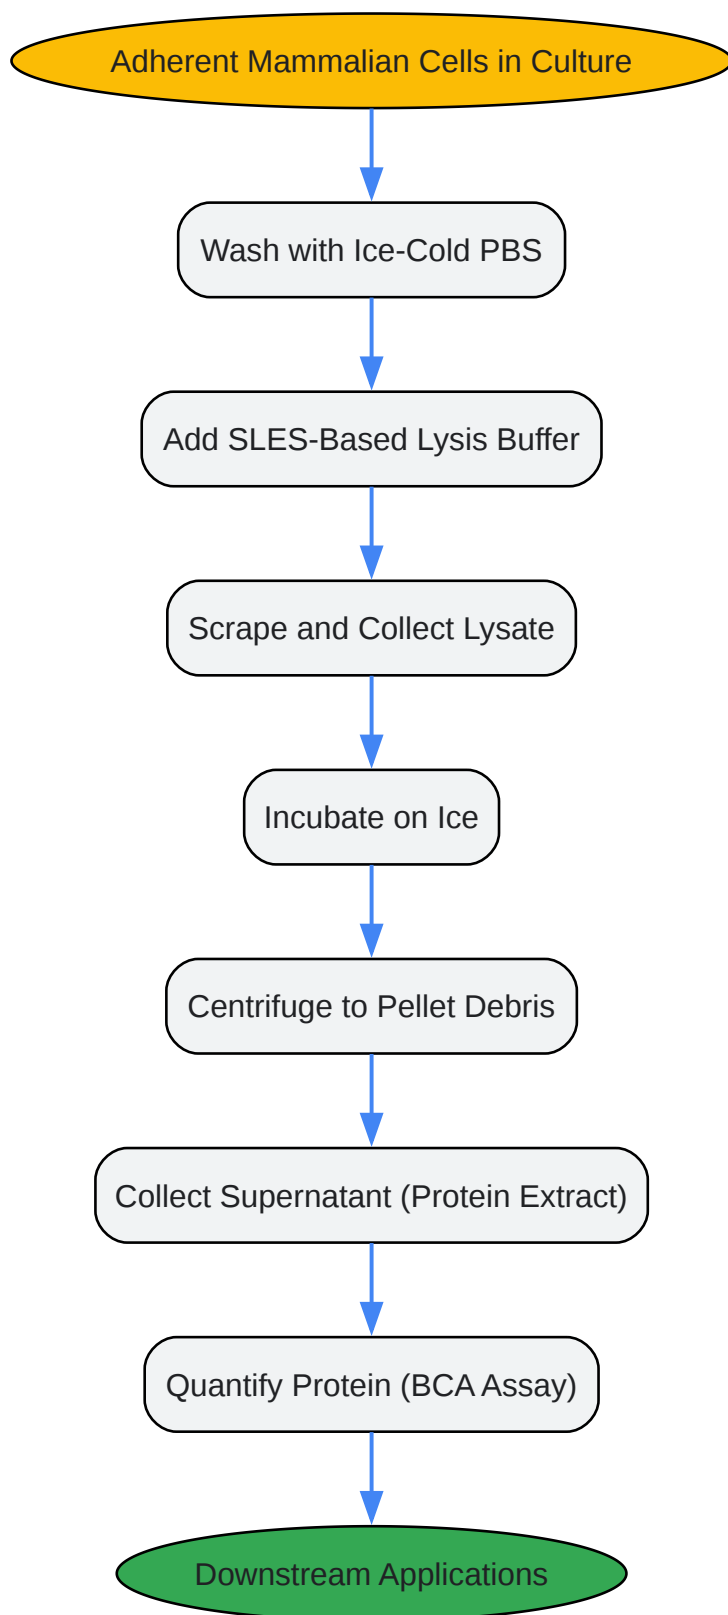 Adherent Mammalian Cells in Culture
Wash with Ice-Cold PBS
Add SLES-Based Lysis Buffer
Scrape and Collect Lysate
Incubate on Ice
Centrifuge to Pellet Debris
Collect Supernatant (Protein Extract)
Quantify Protein (BCA Assay)
Downstream Applications